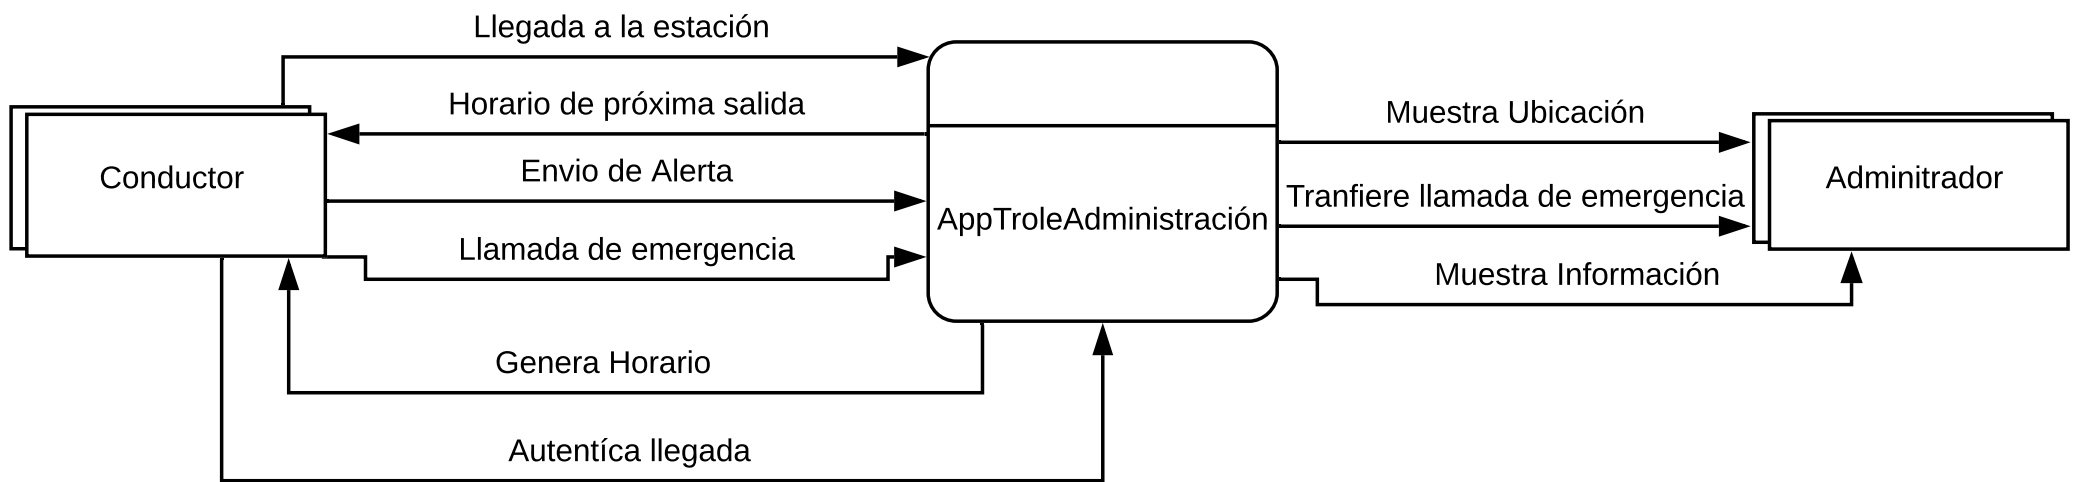 Llegada a la estación
Horario de próxima salida
Muestra Ubicación
Conductor
Envio de Alerta
Adminitrador
Tranfiere llamada de emergencia
AppTroleAdministración
Llamada de emergencia
Muestra Información
Genera Horario
Autentíca llegada